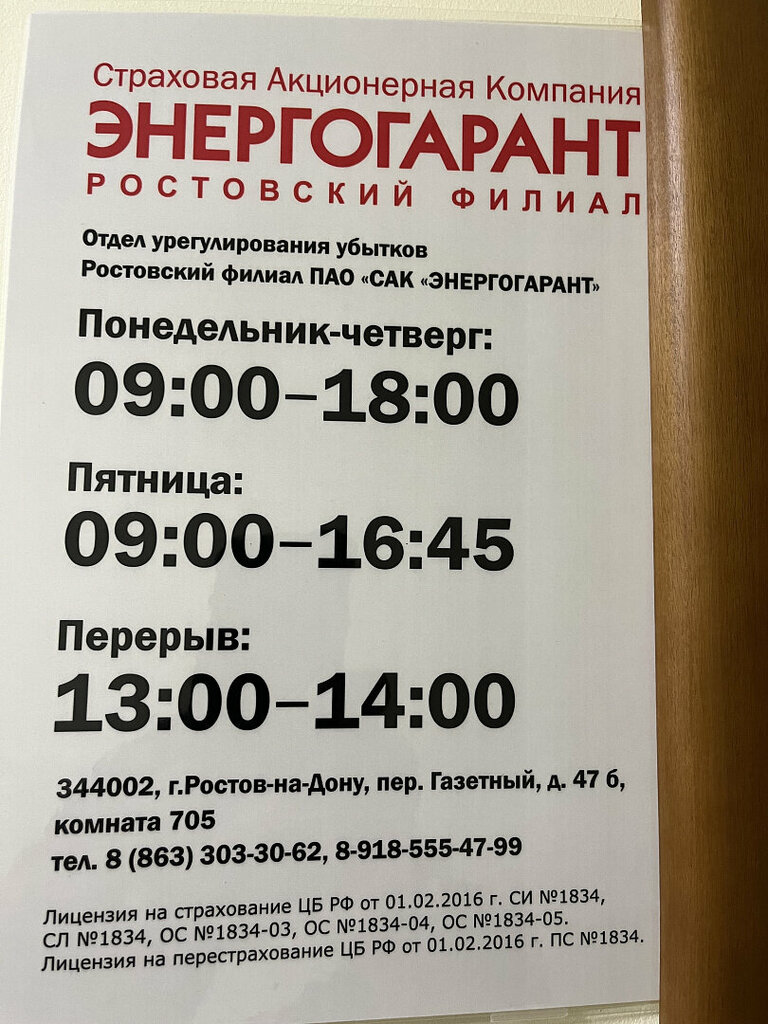 Страховая Акционерная Компания
ЭНЕРГОГАРАНТ
РОСТОВСКИЙ ФИЛИАЛ
Отдел урегулирования убытков
Ростовский филиал ПАО «САК «ЭНЕРГОГАРАНТ»
Понедельник-четверг:
09:00–18:00
Пятница:
09:00–16:45
Перерыв:
13:00–14:00
344002, г.Ростов-на-Дону, пер. Газетный, д. 47 б,
комната 705
тел. 8 (863) 303-30-62, 8-918-555-47-99
Лицензия на страхование ЦБ РФ от 01.02.2016 г. СИ №1834,
СЛ №1834, ОС №1834-03, ОС №1834-04, ОС №1834-05.
Лицензия на перестрахование ЦБ РФ от 01.02.2016 г. ПС №1834.